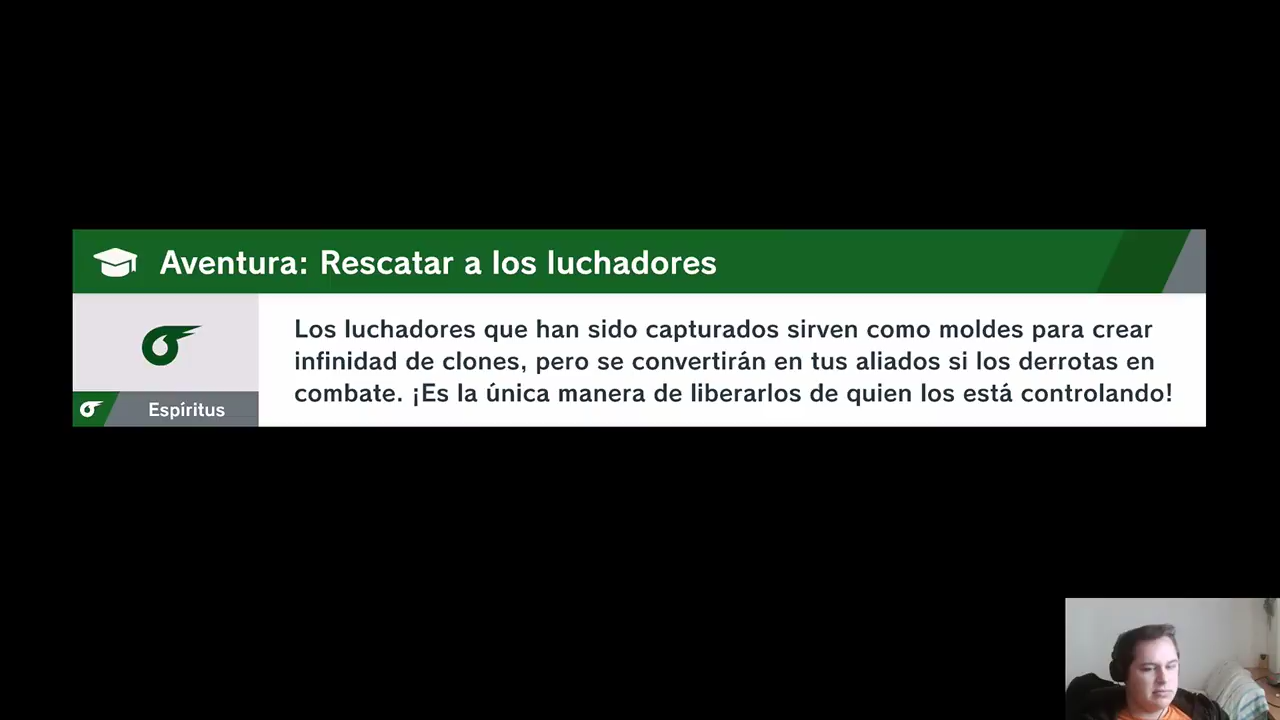 Aventura: Rescatar a los luchadores
Los luchadores que han sido capturados sirven como moldes para crear
infinidad de clones, pero se convertirán en tus aliados si los derrotas en
combate. ¡Es la única manera de liberarlos de quien los está controlando!
Espíritus